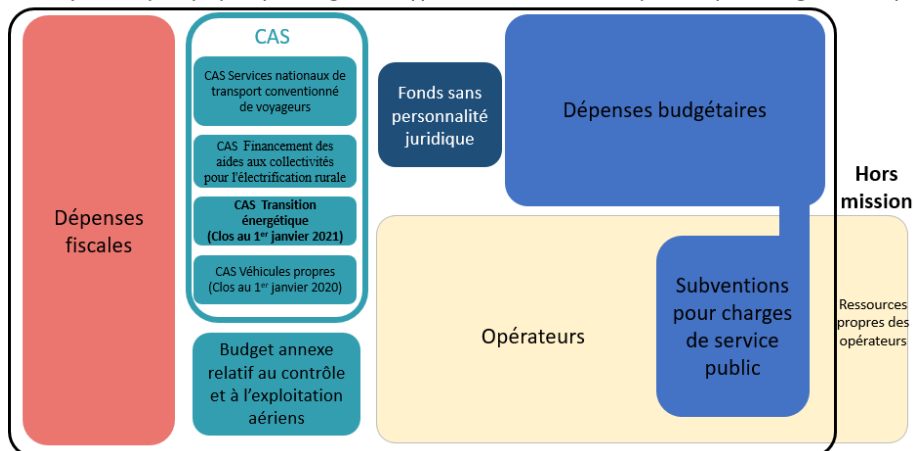 Dépenses
fiscales
CAS
CAS Services nationaux de
transport conventionné
de voyageurs
CAS Financement des
aides aux collectivités
pour l'électrification rurale
CAS Transition
énergétique
(Clos au 1er janvier 2021)
CAS Véhicules propres
(Clos au 1er janvier 2020)
Budget annexe
relatif au contrôle
et à l'exploitation
aériens
Fonds sans
personnalité
juridique
Dépenses budgétaires
Opérateurs
Subventions
pour charges
de service
public
Hors
mission
Ressources
propres des
opérateurs